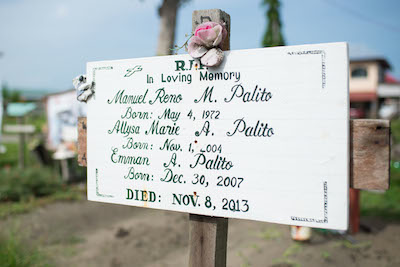 R.I.P.
In Loving Memory
Manuel Reno M. Palito
Born: May 4, 1972
Allysa Marie A. Palito
Born: Nov. 1, 2004
Emman A. Palito
Born: Dec. 30, 2007
DIED: NOV. 8, 2013